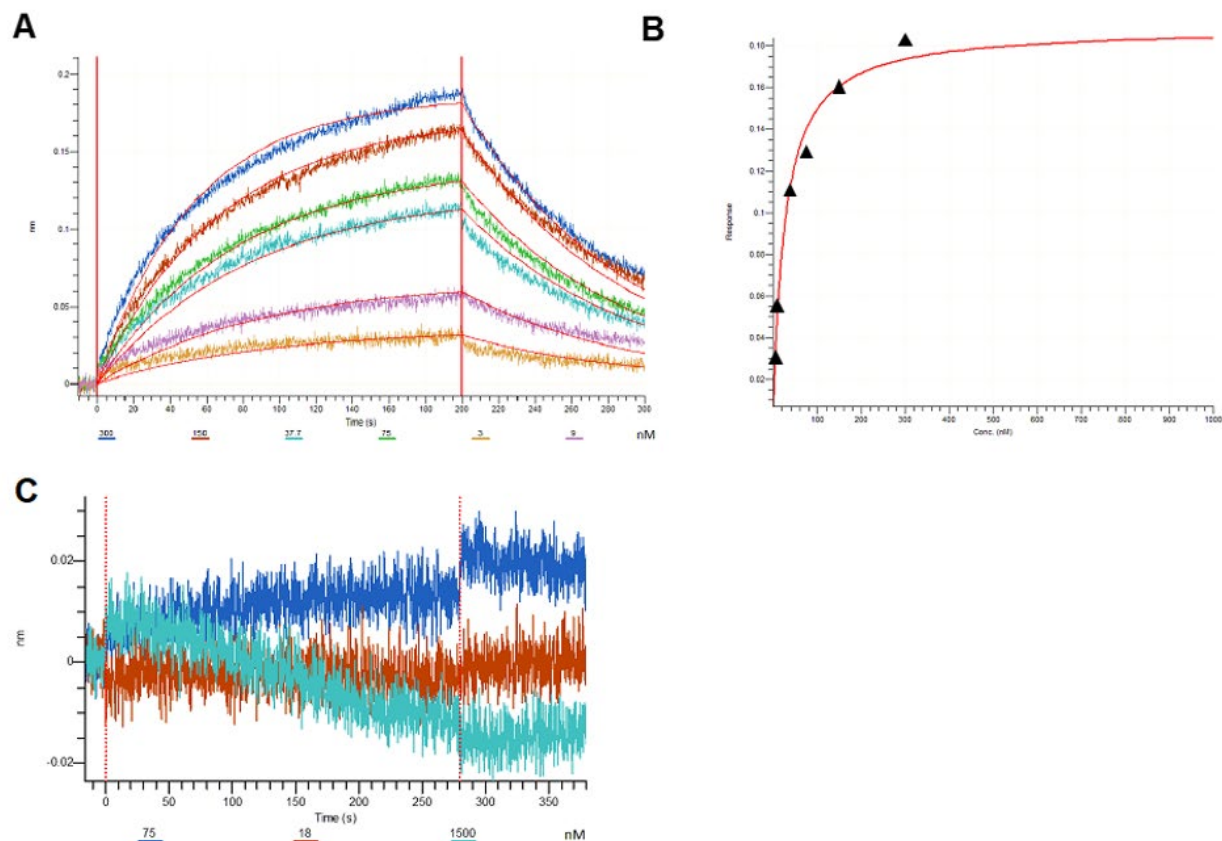 A
nm
0.2
0.15
0.1
0.05
0
0 20 40 60 80 100 120 140 160 180 200 220 240 260 280 300
Time (s)
300 150 37.7 75 3 9 nM
B
Response
0.18
0.16
0.14
0.12
0.1
0.08
0.06
0.04
0.02
100 200 300 400 500 600 700 800 900 1000
Conc. (nM)
C
nm
0.02
0
-0.02
0 50 100 150 200 250 300 350
Time (s)
75 18 1500 nM